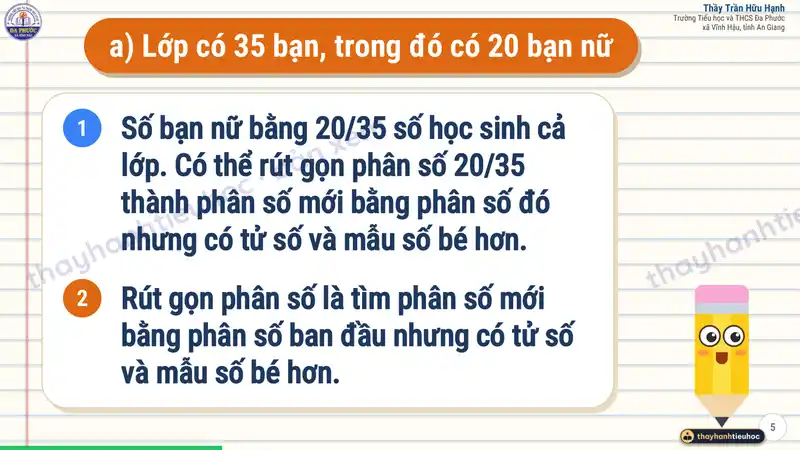 Thầy Trần Hữu Hạnh
Trường Tiểu học và THCS Đa Phước
xã Vĩnh Hậu, tỉnh An Giang
ĐA PHƯỚC
a) Lớp có 35 bạn, trong đó có 20 bạn nữ
1
Số bạn nữ bằng 20/35 số học sinh cả
lớp. Có thể rút gọn phân số 20/35
thành phân số mới bằng phân số đó
nhưng có tử số và mẫu số bé hơn.
2
Rút gọn phân số là tìm phân số mới
bằng phân số ban đầu nhưng có tử số
và mẫu số bé hơn.
thayhanhtieuhoc
5